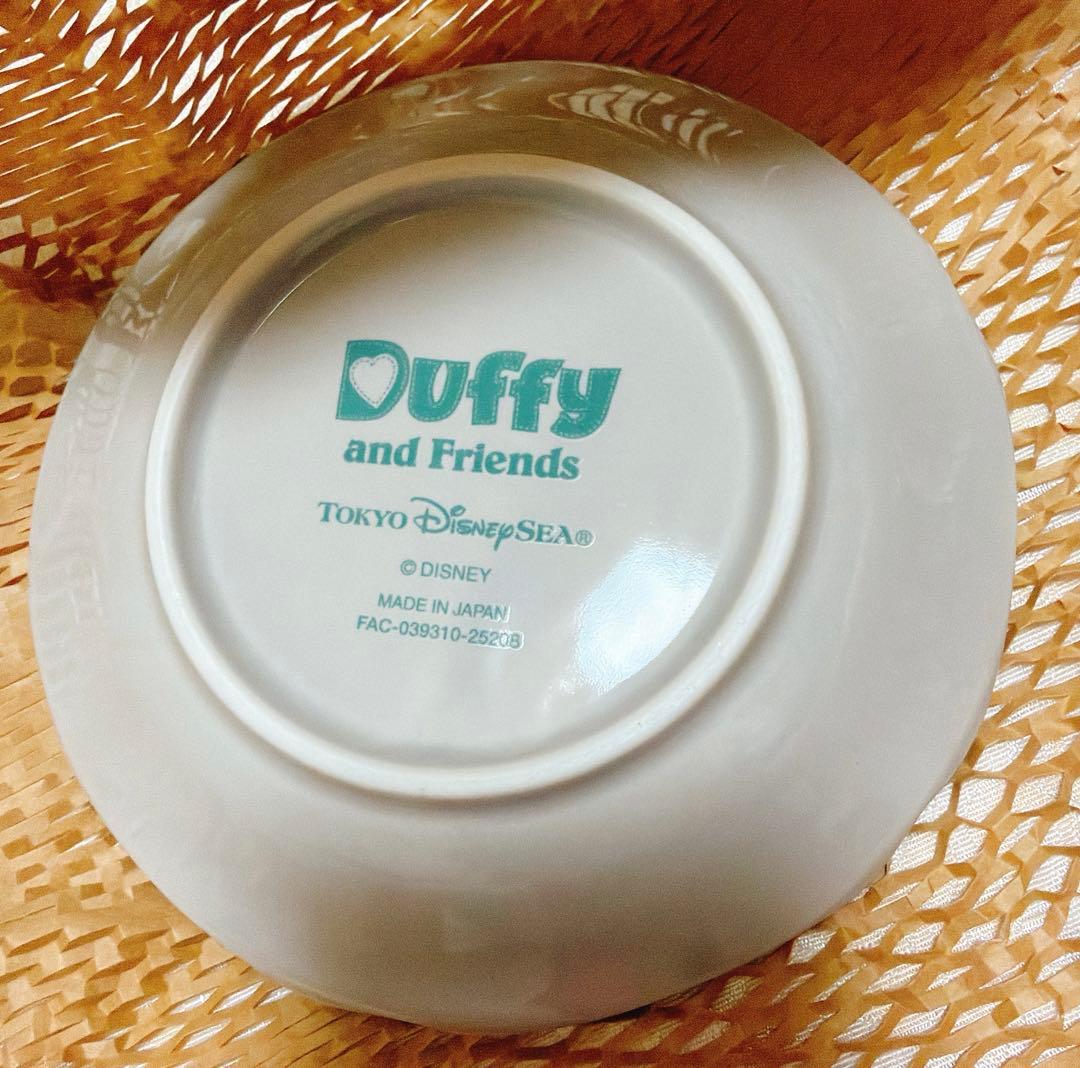 Duffy
and Friends
TOKYO DISNEYSEA®
© DISNEY
MADE IN JAPAN
FAC-039310-25208